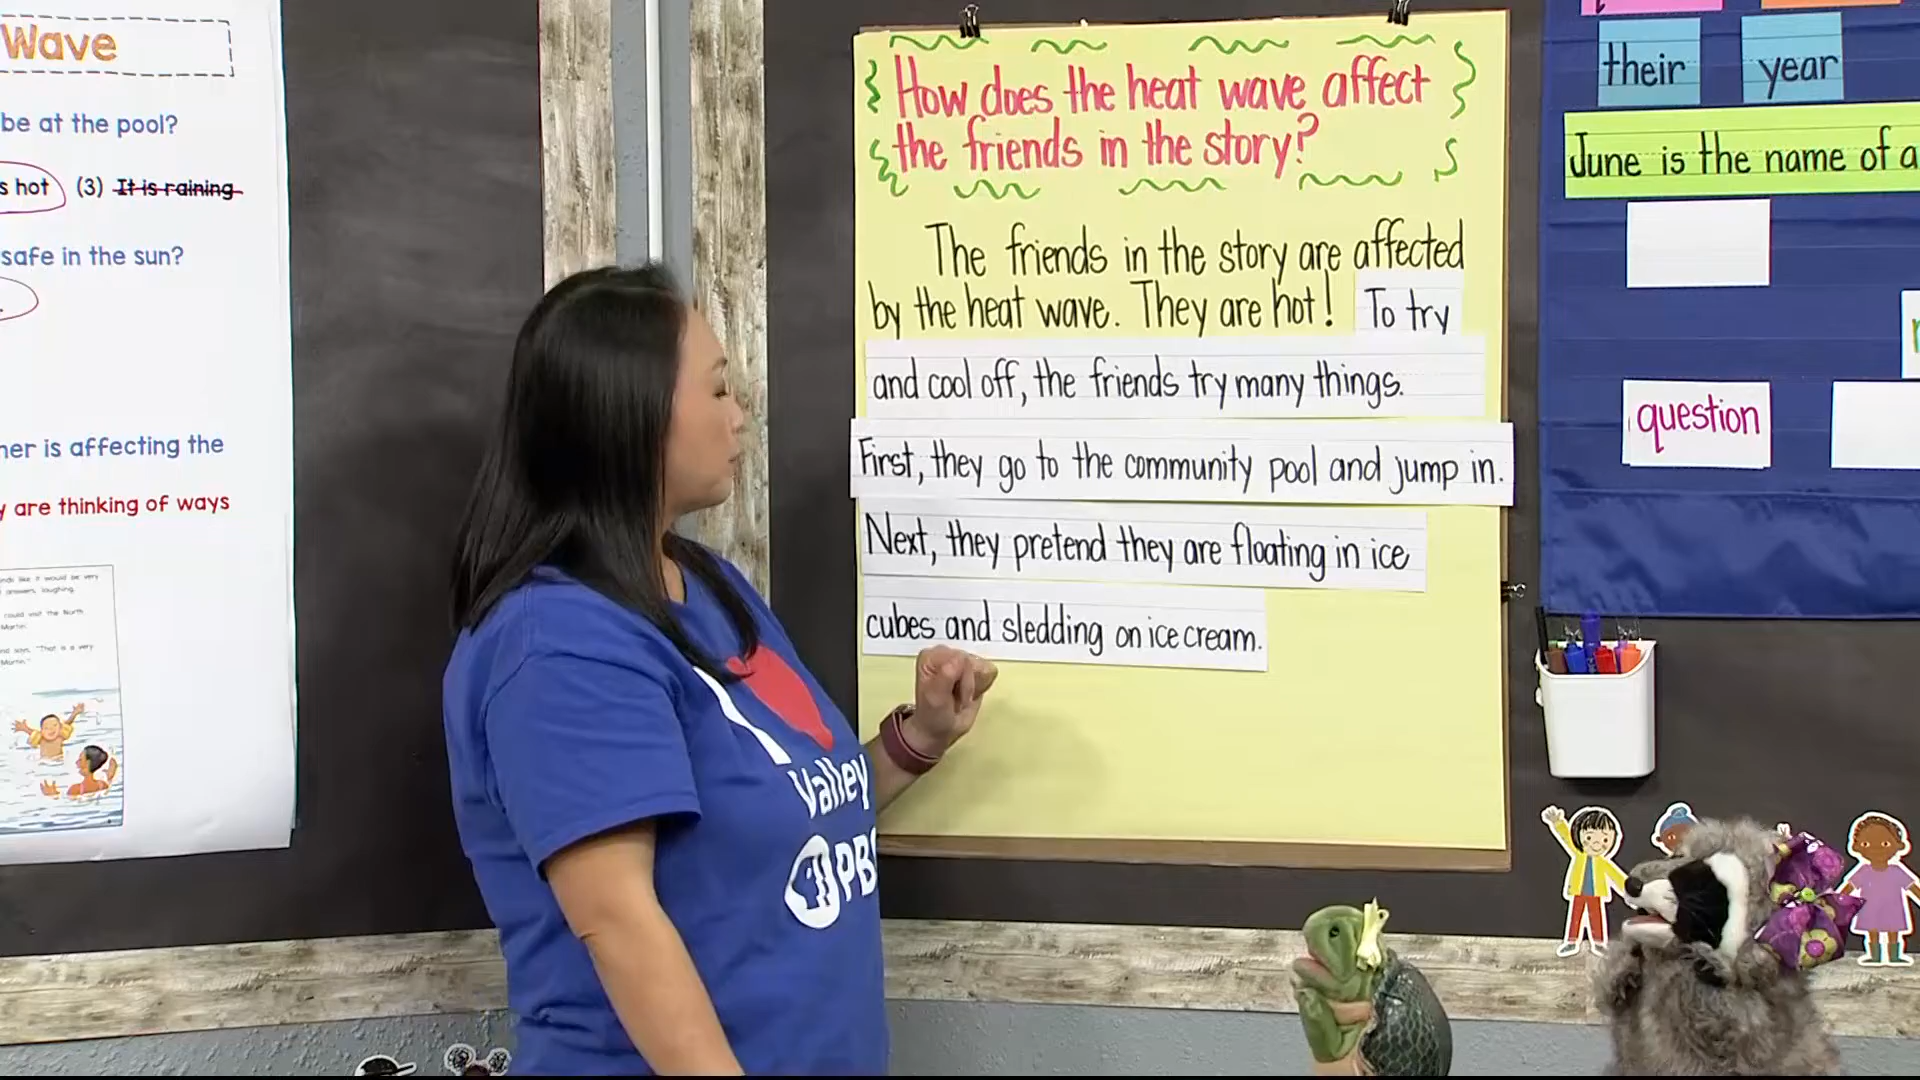 Wave
be at the pool?
s hot (3) It is raining
safe in the sun?
her is affecting the
y are thinking of ways
How does the heat wave affect
the friends in the story?
The friends in the story are affected
by the heat wave. They are hot! To try
and cool off, the friends try many things.
First, they go to the community pool and jump in.
Next, they pretend they are floating in ice
cubes and sledding on ice cream.
their year
June is the name of a
question
Valley
PB